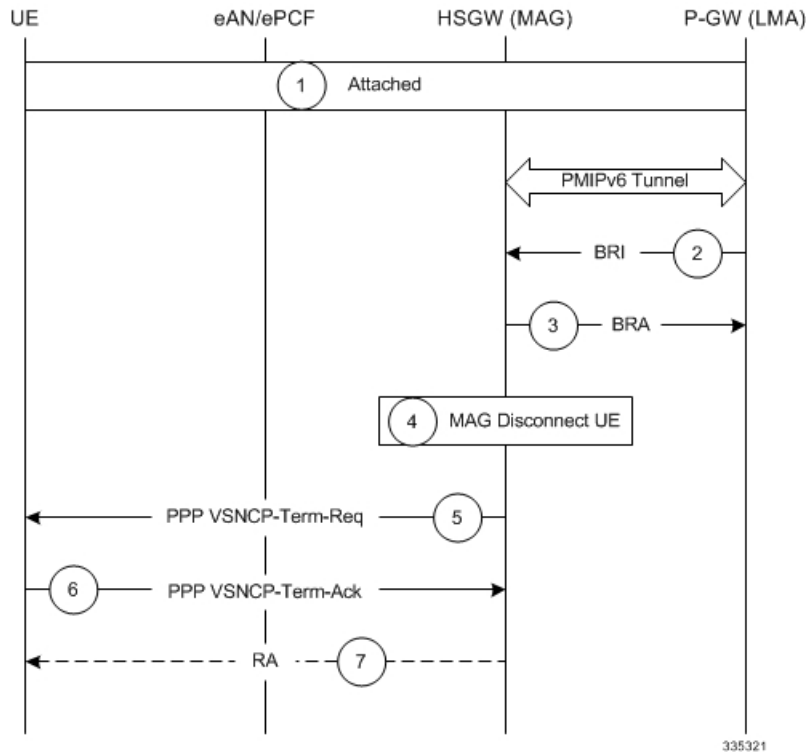 UE eAN/ePCF HSGW (MAG) P-GW (LMA)
1 Attached
PMIPv6 Tunnel
BRI 2
3 BRA
4 MAG Disconnect UE
PPP VSNCP-Term-Req 5
6 PPP VSNCP-Term-Ack
RA 7
335321